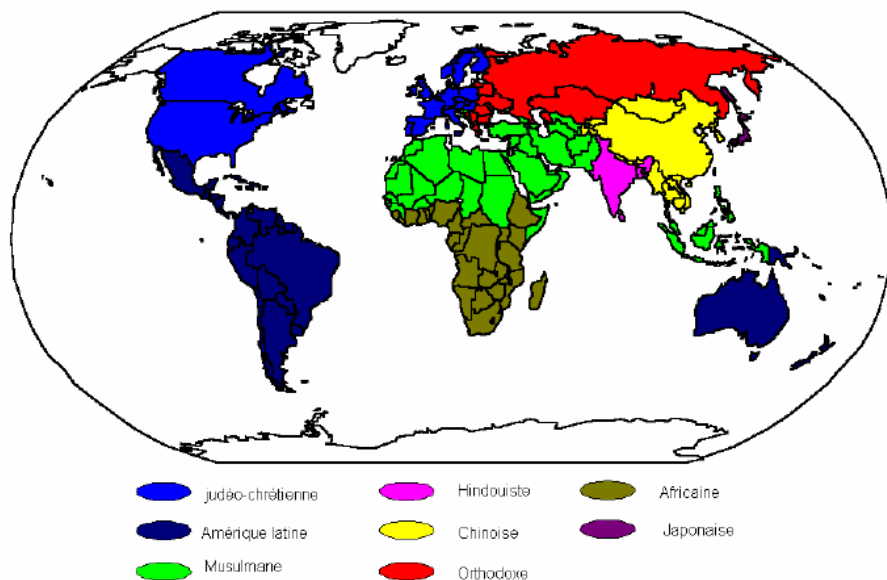 judéo-chrétienne
Hindouiste
Africaine
Amérique latine
Chinoise
Japonaise
Musulmane
Orthodoxe